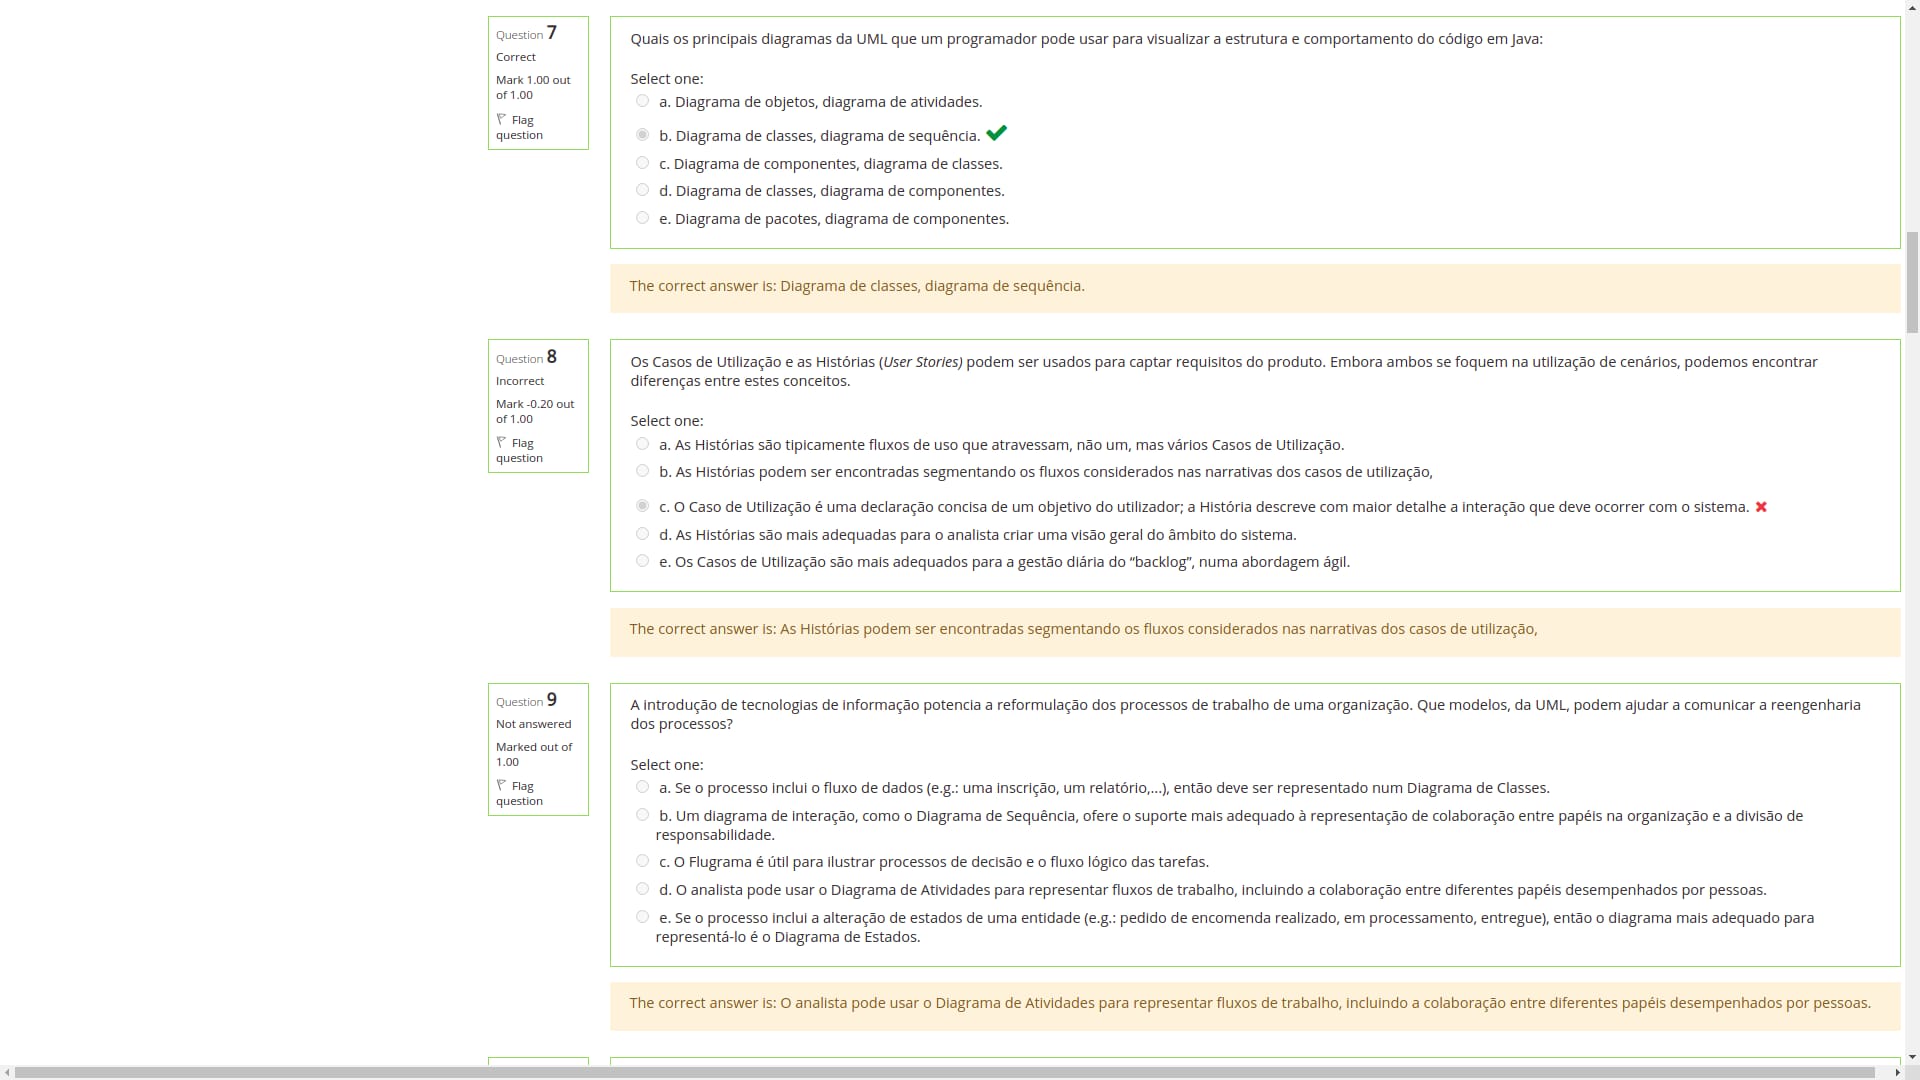 Question 7
Correct
Mark 1.00 out
of 1.00
Flag
question
Quais os principais diagramas da UML que um programador pode usar para visualizar a estrutura e comportamento do código em Java:
Select one:
a. Diagrama de objetos, diagrama de atividades.
b. Diagrama de classes, diagrama de sequência.
c. Diagrama de componentes, diagrama de classes.
d. Diagrama de classes, diagrama de componentes.
e. Diagrama de pacotes, diagrama de componentes.
The correct answer is: Diagrama de classes, diagrama de sequência.
Question 8
Incorrect
Mark -0.20 out
of 1.00
Flag
question
Os Casos de Utilização e as Histórias (User Stories) podem ser usados para captar requisitos do produto. Embora ambos se foquem na utilização de cenários, podemos encontrar
diferenças entre estes conceitos.
Select one:
a. As Histórias são tipicamente fluxos de uso que atravessam, não um, mas vários Casos de Utilização.
b. As Histórias podem ser encontradas segmentando os fluxos considerados nas narrativas dos casos de utilização,
c. O Caso de Utilização é uma declaração concisa de um objetivo do utilizador; a História descreve com maior detalhe a interação que deve ocorrer com o sistema.
d. As Histórias são mais adequadas para o analista criar uma visão geral do âmbito do sistema.
e. Os Casos de Utilização são mais adequados para a gestão diária do “backlog”, numa abordagem ágil.
The correct answer is: As Histórias podem ser encontradas segmentando os fluxos considerados nas narrativas dos casos de utilização,
Question 9
Not answered
Marked out of
1.00
Flag
question
A introdução de tecnologias de informação potencia a reformulação dos processos de trabalho de uma organização. Que modelos, da UML, podem ajudar a comunicar a reengenharia
dos processos?
Select one:
a. Se o processo inclui o fluxo de dados (e.g.: uma inscrição, um relatório,...), então deve ser representado num Diagrama de Classes.
b. Um diagrama de interação, como o Diagrama de Sequência, ofere o suporte mais adequado à representação de colaboração entre papéis na organização e a divisão de
responsabilidade.
c. O Flugrama é útil para ilustrar processos de decisão e o fluxo lógico das tarefas.
d. O analista pode usar o Diagrama de Atividades para representar fluxos de trabalho, incluindo a colaboração entre diferentes papéis desempenhados por pessoas.
e. Se o processo inclui a alteração de estados de uma entidade (e.g.: pedido de encomenda realizado, em processamento, entregue), então o diagrama mais adequado para
representá-lo é o Diagrama de Estados.
The correct answer is: O analista pode usar o Diagrama de Atividades para representar fluxos de trabalho, incluindo a colaboração entre diferentes papéis desempenhados por pessoas.